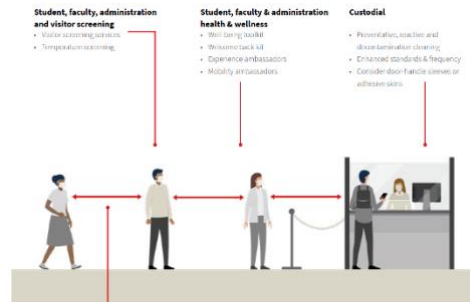 Student, faculty, administration
and visitor screening
• Visitor screening services
• Temperature screening
Student, faculty & administration
health & wellness
• Well-being toolkit
• Welcome back kit
• Experience ambassadors
• Mobility ambassadors
Custodial
• Preventative, reactive and
decontamination cleaning
• Enhanced standards & frequency
• Consider door-handle sleeves or
adhesive skins